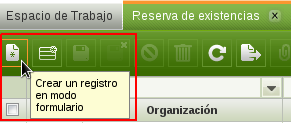 Espacio de Trabajo Reserva de existencias
Crear un registro
en modo
formulario
Organización